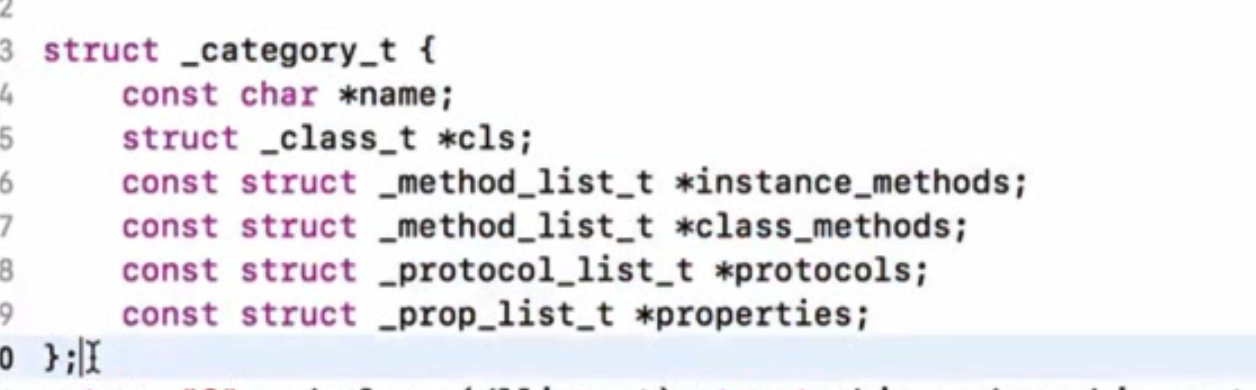 2
3 struct _category_t {
4 const char *name;
5 struct _class_t *cls;
6 const struct _method_list_t *instance_methods;
7 const struct _method_list_t *class_methods;
8 const struct _protocol_list_t *protocols;
9 const struct _prop_list_t *properties;
0 };